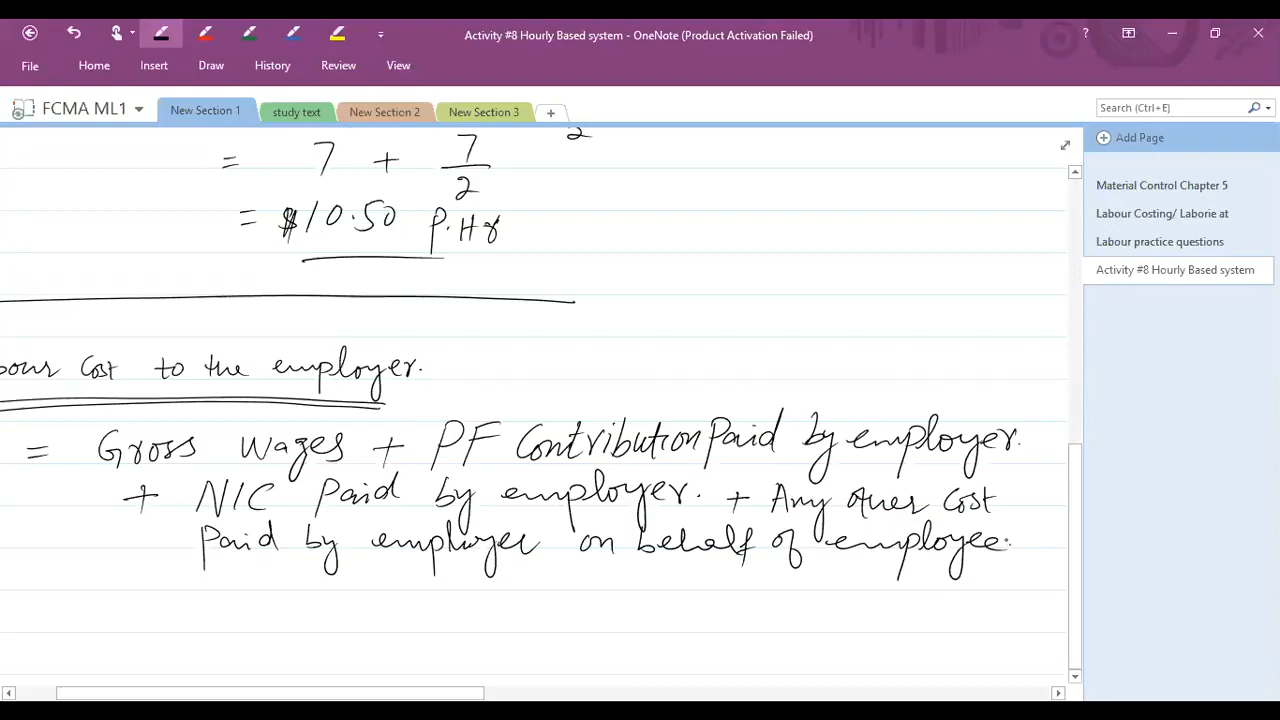 Activity #8 Hourly Based system - OneNote (Product Activation Failed)
?
File Home Insert Draw History Review View
FCMA ML1 New Section 1 study text New Section 2 New Section 3
Search (Ctrl+E)
Add Page
Material Control Chapter 5
Labour Costing/ Laborie at
Labour practice questions
Activity #8 Hourly Based system
2
= 7 + 7/2
= $10.50 P.Hr
bour Cost to the employer.
= Gross Wages + PF Contribution Paid by employer.
+ NIC Paid by employer. + Any other Cost
Paid by employer on behalf of employee.